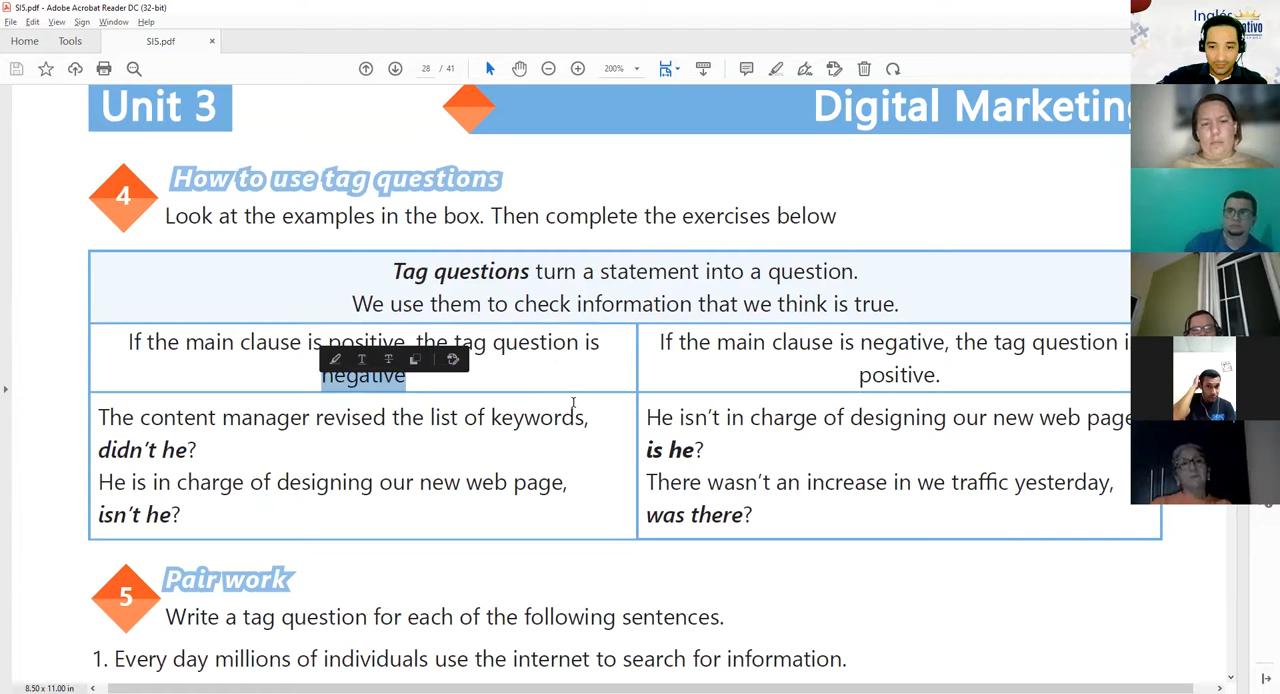 SI5.pdf - Adobe Acrobat Reader DC (32-bit)
File Edit View Sign Window Help
Home Tools SI5.pdf ×
28 / 41 200%
Inglés
Unit 3
Digital Marketing
4
How to use tag questions
Look at the examples in the box. Then complete the exercises below
Tag questions turn a statement into a question.
We use them to check information that we think is true.
If the main clause is positive, the tag question is
negative
If the main clause is negative, the tag question i
positive.
The content manager revised the list of keywords,
didn't he?
He is in charge of designing our new web page,
isn't he?
He isn't in charge of designing our new web page
is he?
There wasn't an increase in we traffic yesterday,
was there?
5
Pair work
Write a tag question for each of the following sentences.
1. Every day millions of individuals use the internet to search for information.
8.50 x 11.00 in